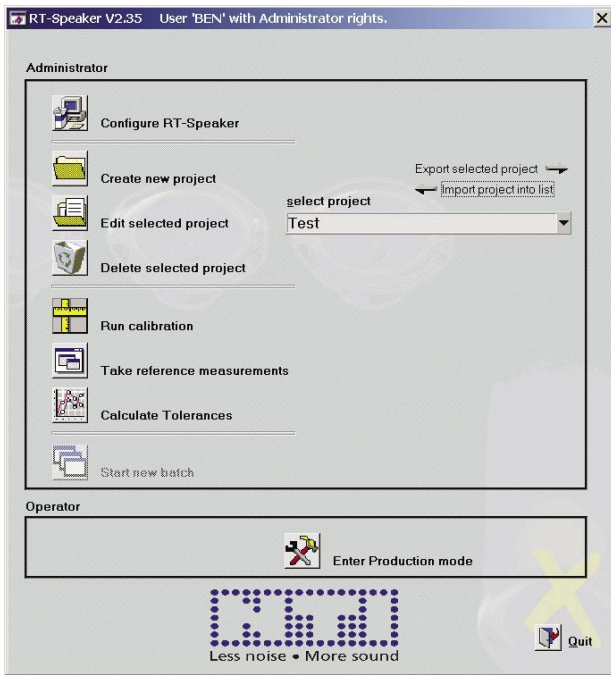 RT-Speaker V2.35 User 'BEN' with Administrator rights.
Administrator
Configure RT-Speaker
Create new project
Export selected project
Import project into list
select project
Edit selected project
Test
Delete selected project
Run calibration
Take reference measurements
Calculate Tolerances
Start new batch
Operator
Enter Production mode
Less noise • More sound
Quit